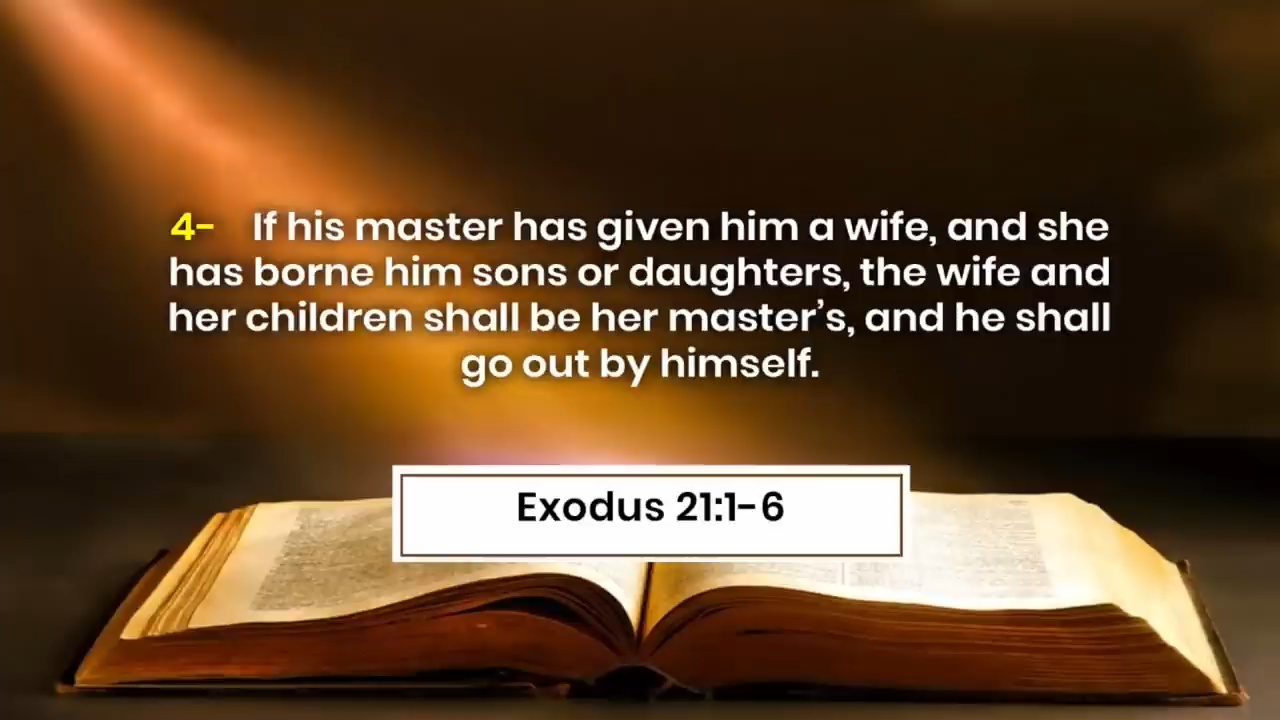 4- If his master has given him a wife, and she
has borne him sons or daughters, the wife and
her children shall be her master’s, and he shall
go out by himself.
Exodus 21:1-6